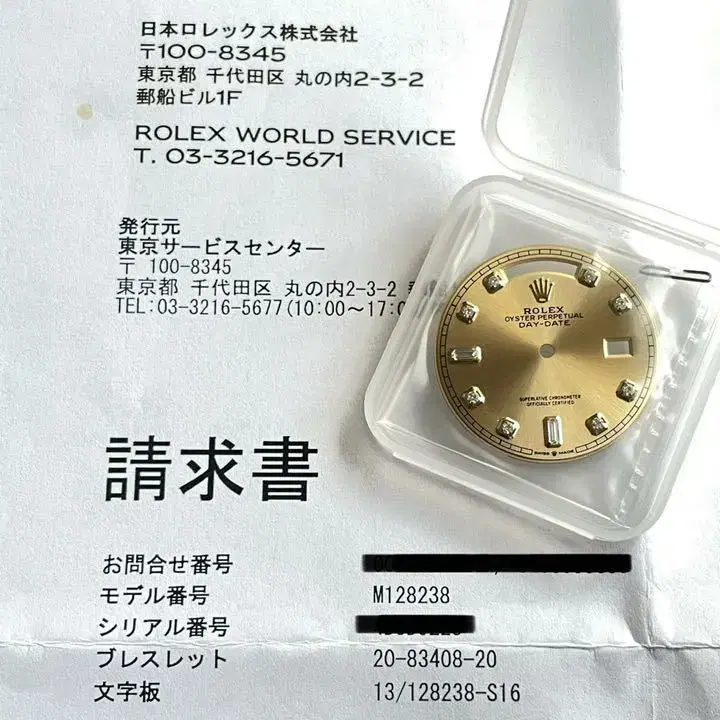 日本ロレックス株式会社
〒100-8345
東京都 千代田区 丸の内2-3-2
郵船ビル1F
ROLEX WORLD SERVICE
T. 03-3216-5671
発行元
東京サービスセンター
〒 100-8345
東京都 千代田区 丸の内2-3-2
TEL:03-3216-5677(10:00～17:0
ROLEX
OYSTER PERPETUAL
DAY-DATE
SUPERLATIVE CHRONOMETER
OFFICIALLY CERTIFIED
SWISS MADE
請求書
お問合せ番号
モデル番号 M128238
シリアル番号
ブレスレット 20-83408-20
文字板 13/128238-S16